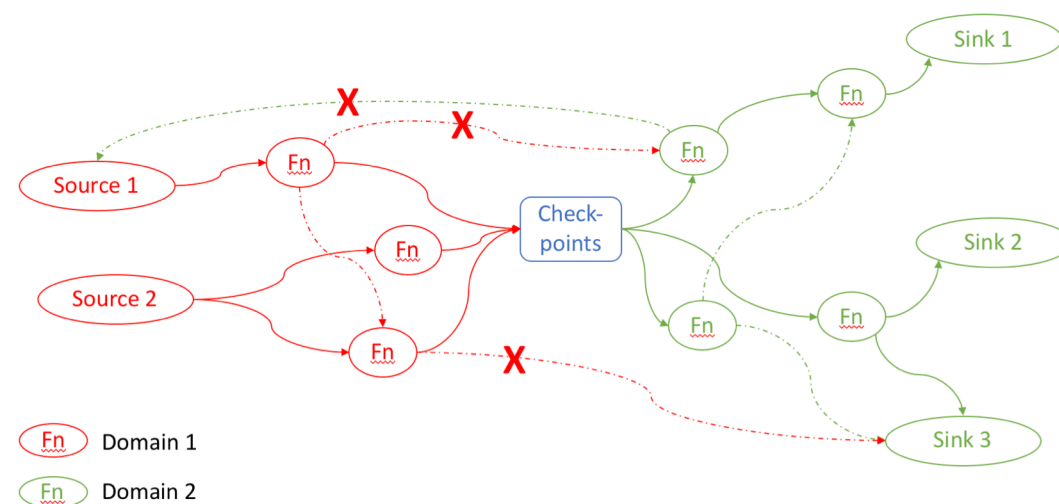 Sink 1
Fn
X
X
Fn
Fn
Source 1
Check-
points
Fn
Sink 2
Source 2
Fn
Fn
Fn
X
Fn Domain 1
Sink 3
Fn Domain 2